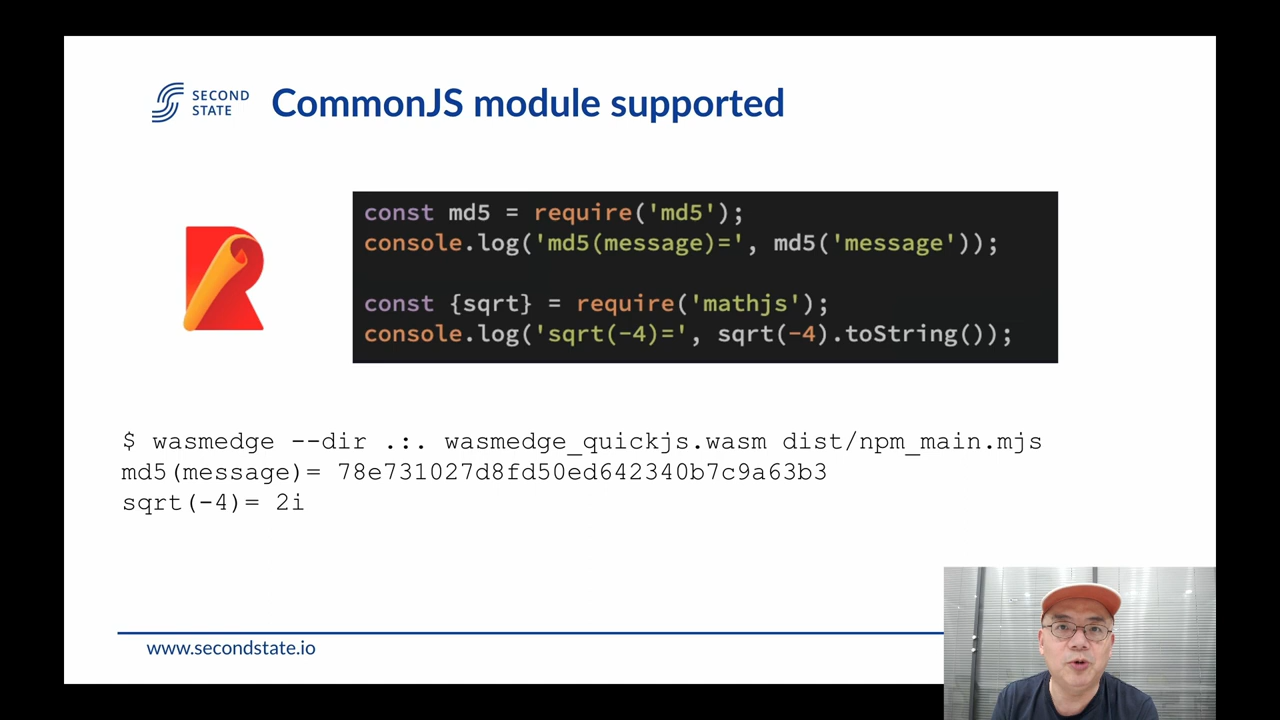 SECOND
STATE
CommonJS module supported
const md5 = require('md5');
console.log('md5(message)=', md5('message'));
const {sqrt} = require('mathjs');
console.log('sqrt(-4)=', sqrt(-4).toString());
$ wasmedge --dir .:. wasmedge_quickjs.wasm dist/npm_main.mjs
md5(message)= 78e731027d8fd50ed642340b7c9a63b3
sqrt(-4)= 2i
www.secondstate.io